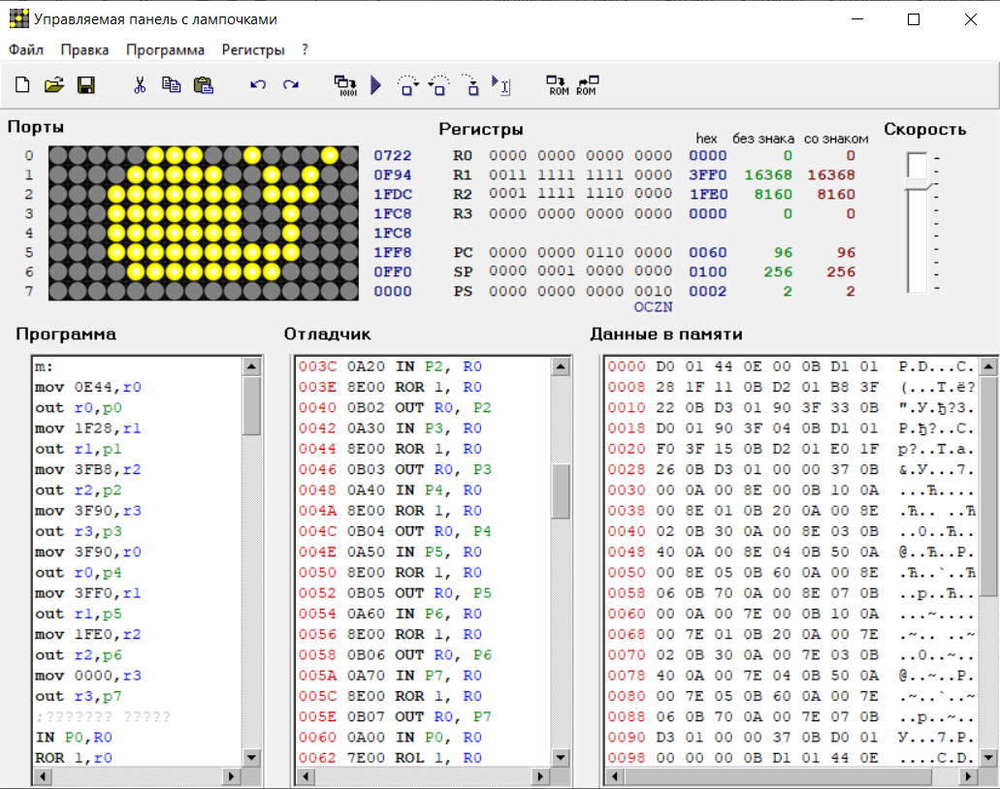 Управляемая панель с лампочками
Файл Правка Программа Регистры ?
ROM ROM
Порты
0 0722
1 0F94
2 1FDC
3 1FC8
4 1FC8
5 1FF8
6 0FF0
7 0000
Регистры
hex без знака со знаком
R0 0000 0000 0000 0000 0000 0 0
R1 0011 1111 1111 0000 3FF0 16368 16368
R2 0001 1111 1110 0000 1FE0 8160 8160
R3 0000 0000 0000 0000 0000 0 0
PC 0000 0000 0110 0000 0060 96 96
SP 0000 0001 0000 0000 0100 256 256
PS 0000 0000 0000 0010 0002 2 2
OCZN
Скорость
Программа
m:
mov 0E44,r0
out r0,p0
mov 1F28,r1
out r1,p1
mov 3FB8,r2
out r2,p2
mov 3F90,r3
out r3,p3
mov 3F90,r0
out r0,p4
mov 3FF0,r1
out r1,p5
mov 1FE0,r2
out r2,p6
mov 0000,r3
out r3,p7
;??????? ?????
IN P0,R0
ROR 1,r0
Отладчик
003C 0A20 IN P2, R0
003E 8E00 ROR 1, R0
0040 0B02 OUT R0, P2
0042 0A30 IN P3, R0
0044 8E00 ROR 1, R0
0046 0B03 OUT R0, P3
0048 0A40 IN P4, R0
004A 8E00 ROR 1, R0
004C 0B04 OUT R0, P4
004E 0A50 IN P5, R0
0050 8E00 ROR 1, R0
0052 0B05 OUT R0, P5
0054 0A60 IN P6, R0
0056 8E00 ROR 1, R0
0058 0B06 OUT R0, P6
005A 0A70 IN P7, R0
005C 8E00 ROR 1, R0
005E 0B07 OUT R0, P7
0060 0A00 IN P0, R0
0062 7E00 ROL 1, R0
Данные в памяти
0000 D0 01 44 0E 00 0B D1 01 Р.D...С.
0008 28 1F 11 0B D2 01 B8 3F (...Т.ё?
0010 22 0B D3 01 90 3F 33 0B ".У.ђ?3.
0018 D0 01 90 3F 04 0B D1 01 Р.ђ?..С.
0020 F0 3F 15 0B D2 01 E0 1F р?..Т.а.
0028 26 0B D3 01 00 00 37 0B &.У...7.
0030 00 0A 00 8E 00 0B 10 0A ...Ћ....
0038 00 8E 01 0B 20 0A 00 8E .Ћ.. ..Ћ
0040 02 0B 30 0A 00 8E 03 0B ..0..Ћ..
0048 40 0A 00 8E 04 0B 50 0A @..Ћ..P.
0050 00 8E 05 0B 60 0A 00 8E .Ћ..`..Ћ
0058 06 0B 70 0A 00 8E 07 0B ..p..Ћ..
0060 00 0A 00 7E 00 0B 10 0A ...~....
0068 00 7E 01 0B 20 0A 00 7E .~.. ..~
0070 02 0B 30 0A 00 7E 03 0B ..0..~..
0078 40 0A 00 7E 04 0B 50 0A @..~..P.
0080 00 7E 05 0B 60 0A 00 7E .~..`..~
0088 06 0B 70 0A 00 7E 07 0B ..p..~..
0090 D3 01 00 00 37 0B D0 01 У...7.Р.
0098 00 00 00 0B D1 01 44 0E ....С.D.